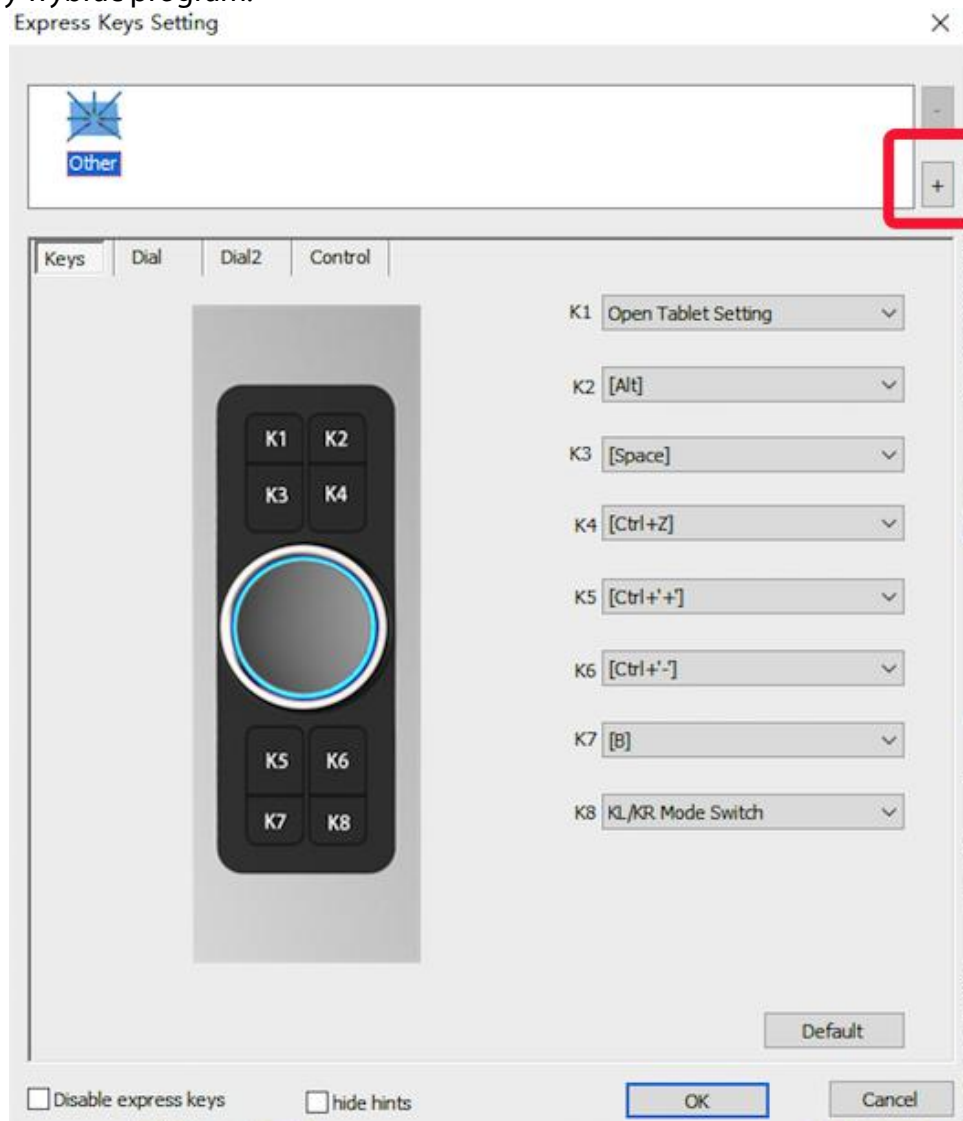 y wybrać program.
Express Keys Setting
-
Other
+
Keys Dial Dial2 Control
K1 Open Tablet Setting
K2 [Alt]
K1 K2
K3 [Space]
K3 K4
K4 [Ctrl+Z]
K5 [Ctrl+'+']
K6 [Ctrl+'-']
K7 [B]
K5 K6
K8 KL/KR Mode Switch
K7 K8
Default
Disable express keys hide hints OK Cancel